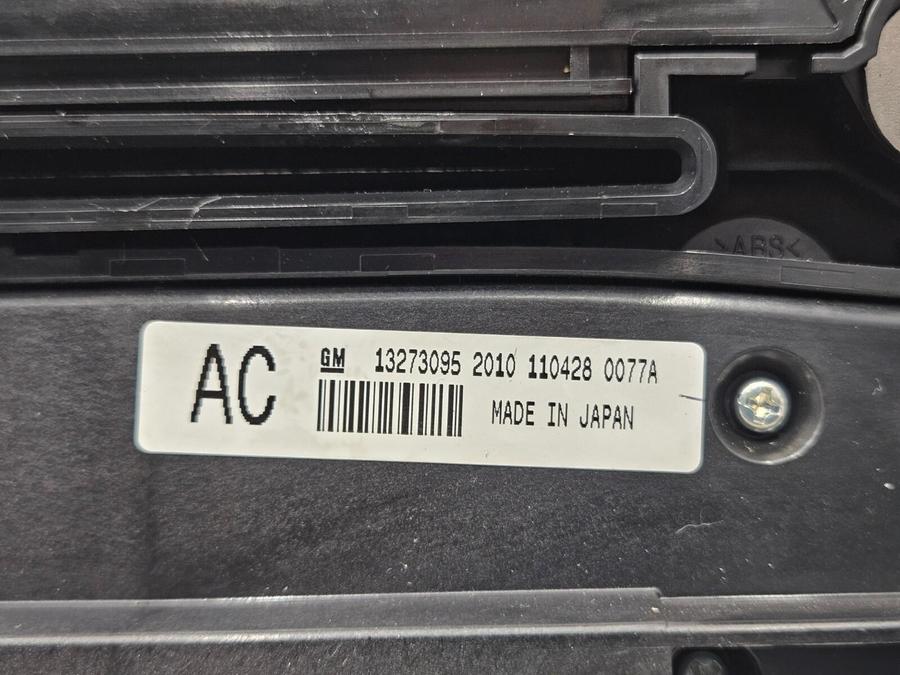 >ABS<
AC
GM 13273095 2010 110428 0077A
MADE IN JAPAN